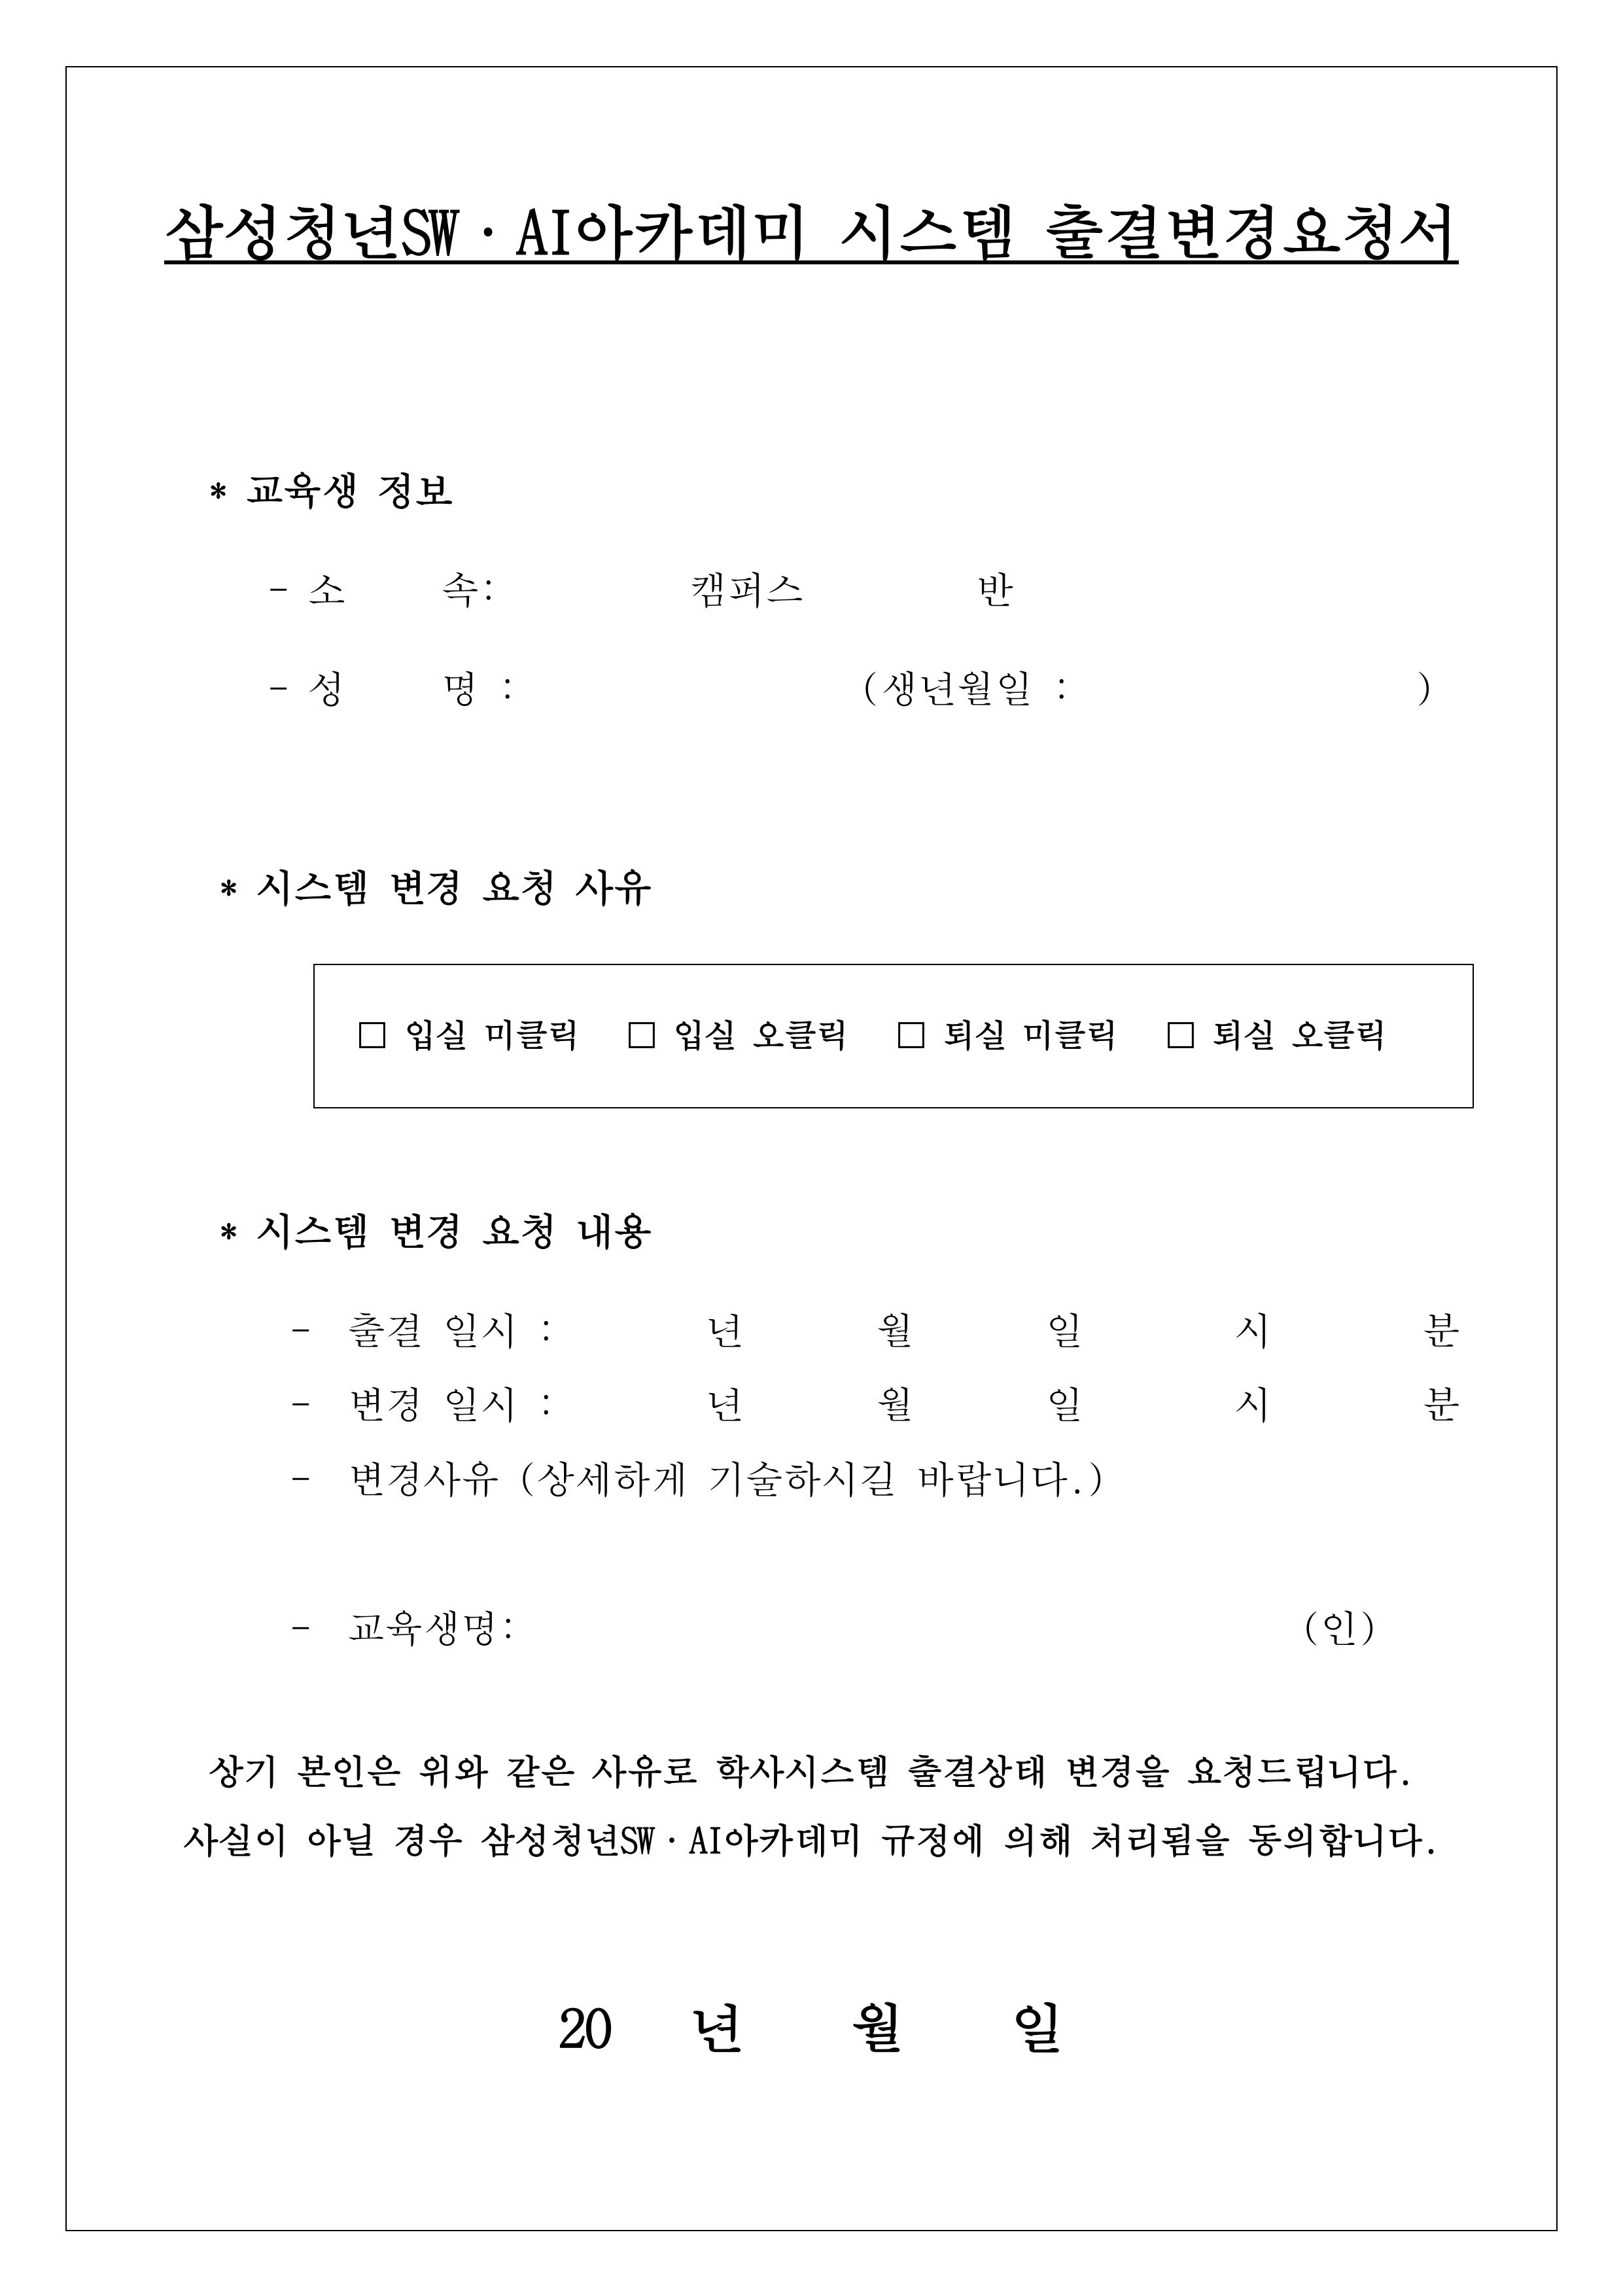 삼성청년SW·AI아카데미 시스템 출결변경요청서
* 교육생 정보
- 소 속: 캠퍼스 반
- 성 명 : (생년월일 : )
* 시스템 변경 요청 사유
□ 입실 미클릭 □ 입실 오클릭 □ 퇴실 미클릭 □ 퇴실 오클릭
* 시스템 변경 요청 내용
- 출결 일시 : 년 월 일 시 분
- 변경 일시 : 년 월 일 시 분
- 변경사유 (상세하게 기술하시길 바랍니다.)
- 교육생명: (인)
상기 본인은 위와 같은 사유로 학사시스템 출결상태 변경을 요청드립니다.
사실이 아닐 경우 삼성청년SW·AI아카데미 규정에 의해 처리됨을 동의합니다.
20 년 월 일